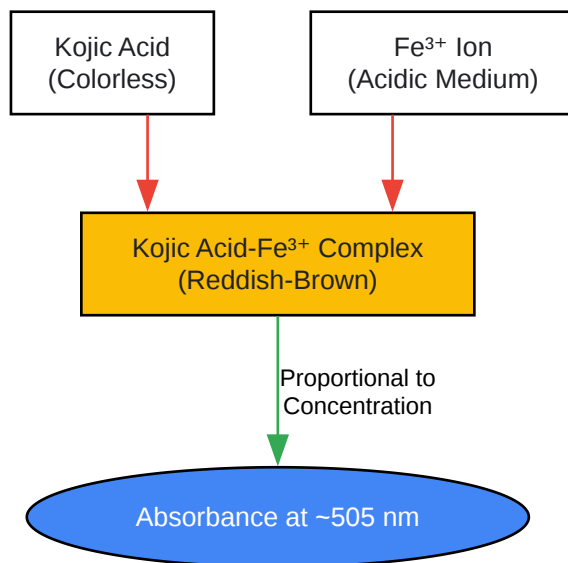 Kojic Acid
(Colorless)
Fe³⁺ Ion
(Acidic Medium)
Kojic Acid-Fe³⁺ Complex
(Reddish-Brown)
Proportional to
Concentration
Absorbance at ~505 nm